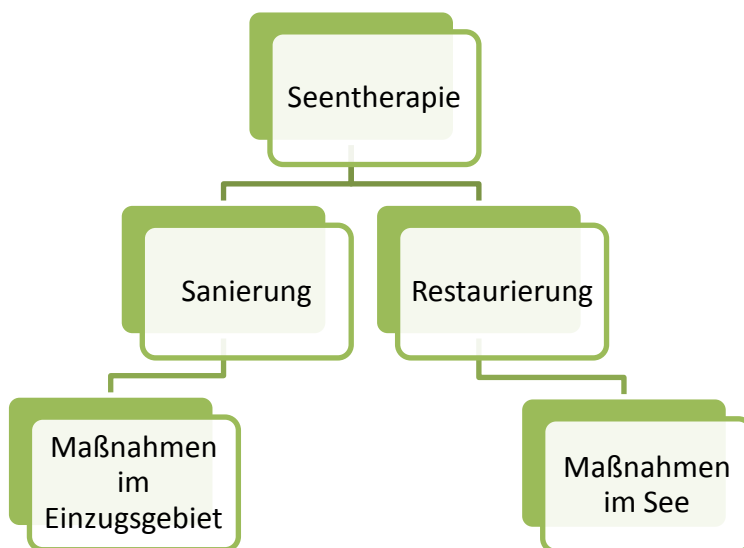 Seentherapie
Sanierung
Restaurierung
Maßnahmen
im
Einzugsgebiet
Maßnahmen
im See